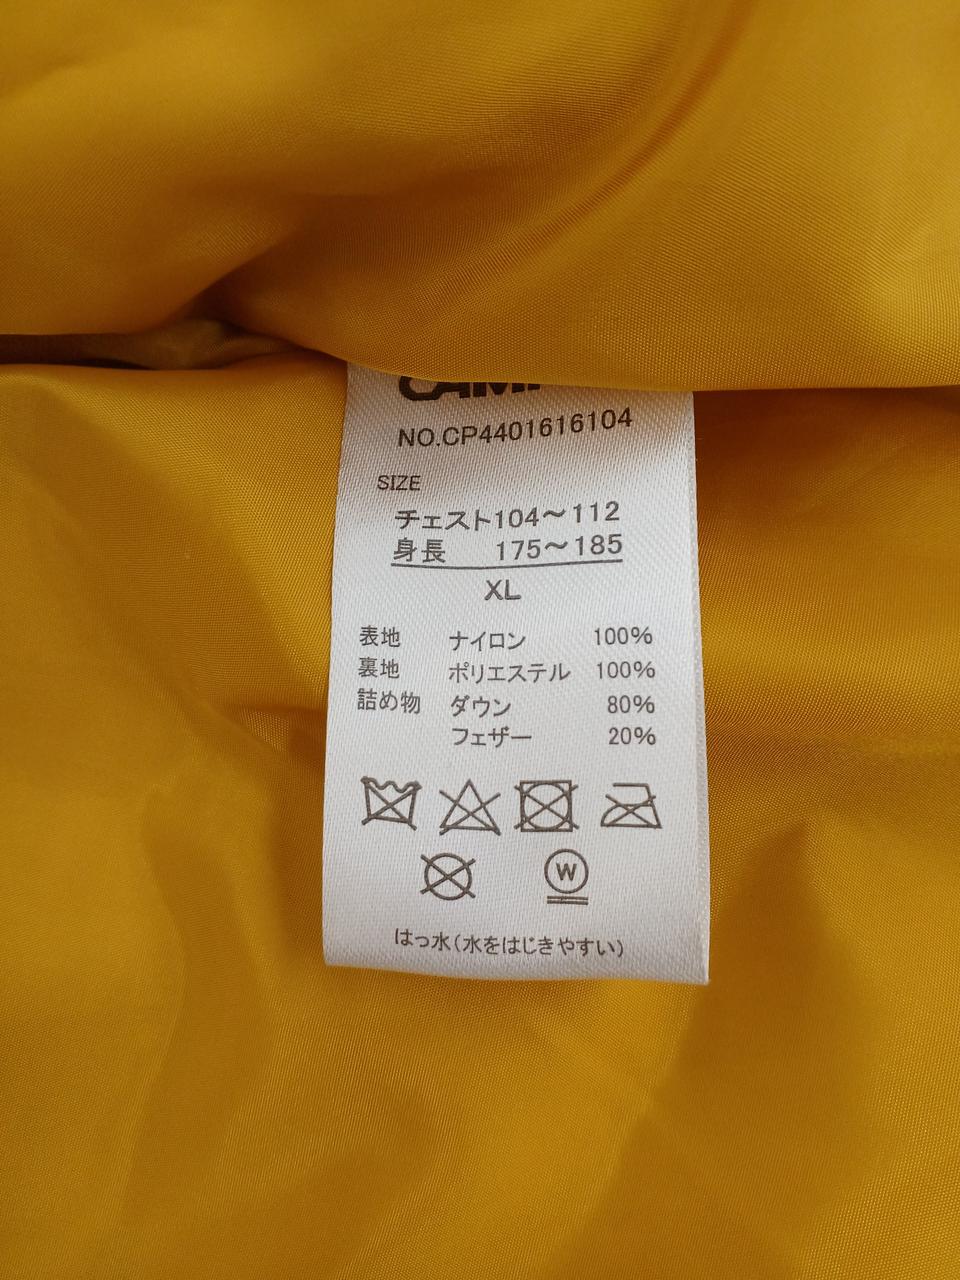 NO.CP4401616104
SIZE
チェスト104～112
身長 175～185
XL
表地 ナイロン 100%
裏地 ポリエステル 100%
詰め物 ダウン 80%
フェザー 20%
W
はっ水(水をはじきやすい)